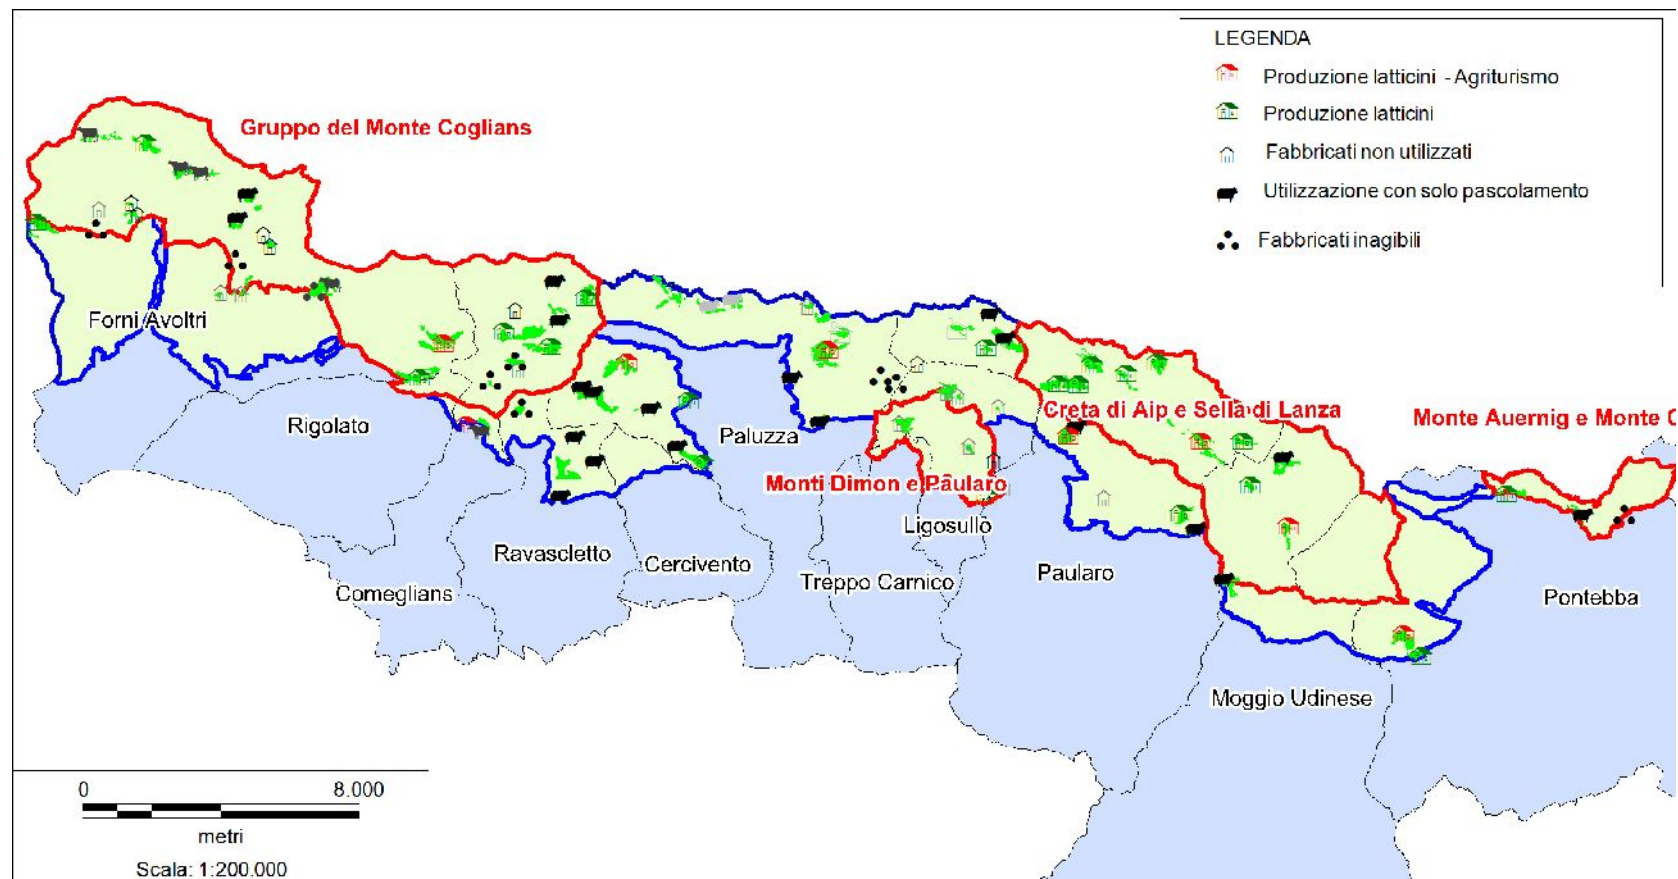 LEGENDA
Produzione latticini - Agriturismo
Produzione latticini
Fabbricati non utilizzati
Utilizzazione con solo pascolamento
Fabbricati inagibili
Gruppo del Monte Coglians
Forni Avoltri
Rigolato
Paluzza
Creta di Aip e Sella di Lanza
Monte Auernig e Monte C
Monti Dimon e Paularo
Ligosullo
Ravascletto
Cercivento
Treppo Carnico
Paularo
Comeglians
Pontebba
Moggio Udinese
0 8.000
metri
Scala: 1:200.000